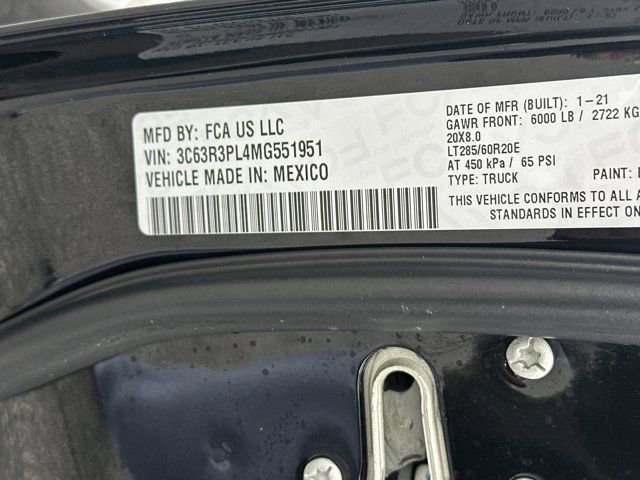 MFD BY: FCA US LLC
VIN: 3C63R3PL4MG551951
VEHICLE MADE IN: MEXICO
DATE OF MFR (BUILT): 1-21
GAWR FRONT: 6000 LB / 2722 KG
20X8.0
LT285/60R20E
AT 450 kPa / 65 PSI
TYPE: TRUCK PAINT:
THIS VEHICLE CONFORMS TO ALL
STANDARDS IN EFFECT ON